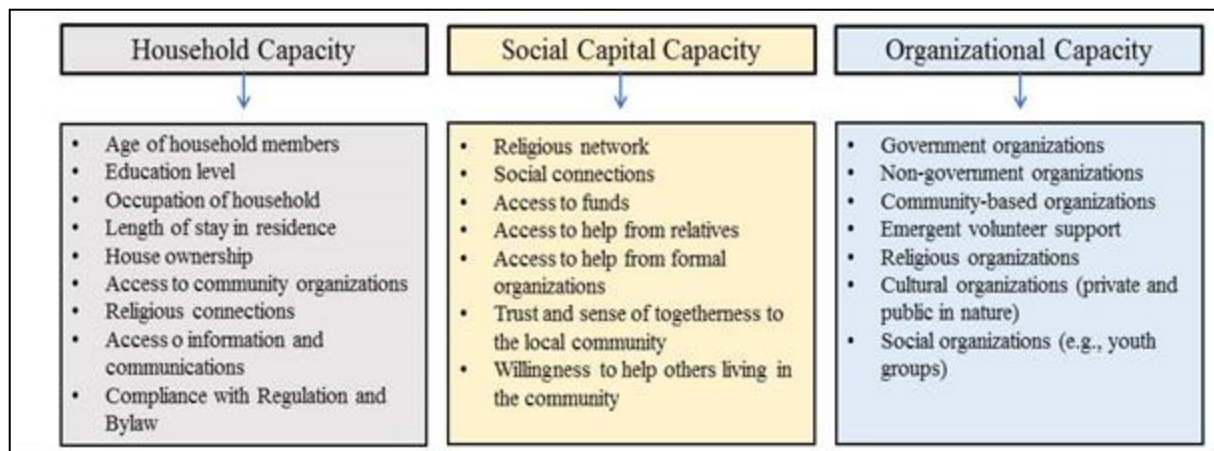 Household Capacity
• Age of household members
• Education level
• Occupation of household
• Length of stay in residence
• House ownership
• Access to community organizations
• Religious connections
• Access o information and
communications
• Compliance with Regulation and
Bylaw
Social Capital Capacity
• Religious network
• Social connections
• Access to funds
• Access to help from relatives
• Access to help from formal
organizations
• Trust and sense of togetherness to
the local community
• Willingness to help others living in
the community
Organizational Capacity
• Government organizations
• Non-government organizations
• Community-based organizations
• Emergent volunteer support
• Religious organizations
• Cultural organizations (private and
public in nature)
• Social organizations (e.g., youth
groups)